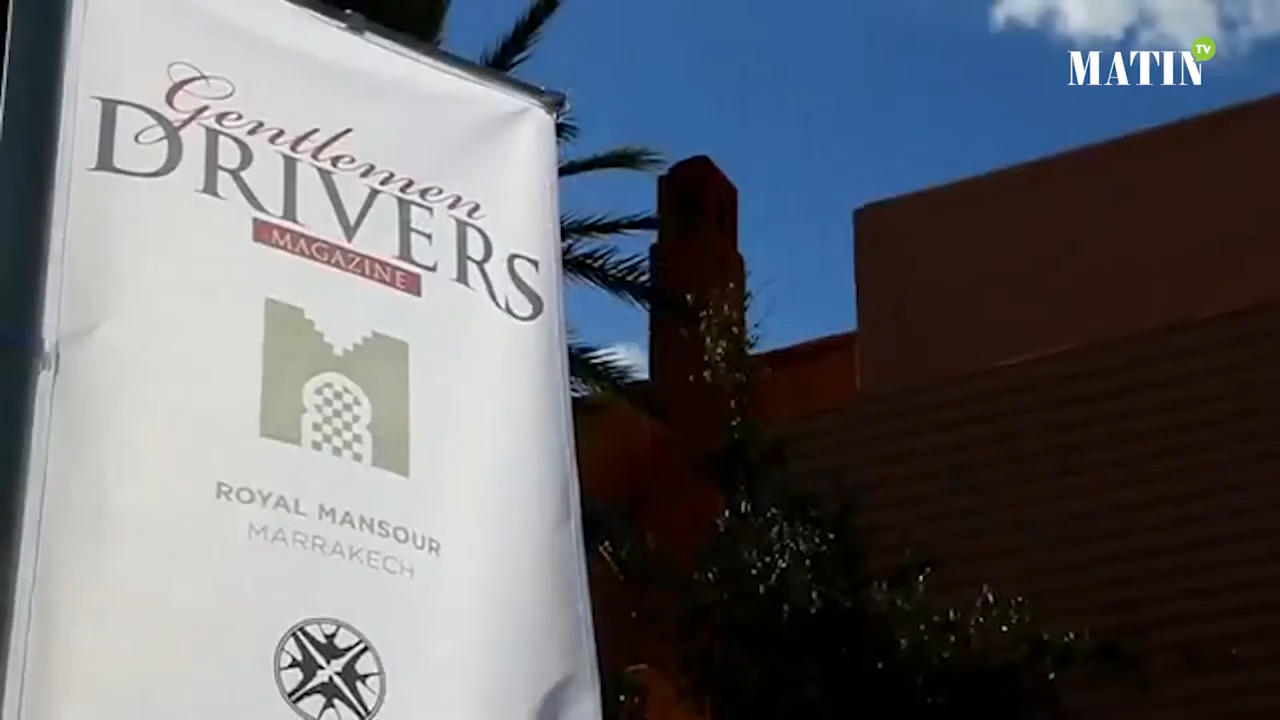 Gentlemen
DRIVERS
MAGAZINE
ROYAL MANSOUR
MARRAKECH
MATIN TV